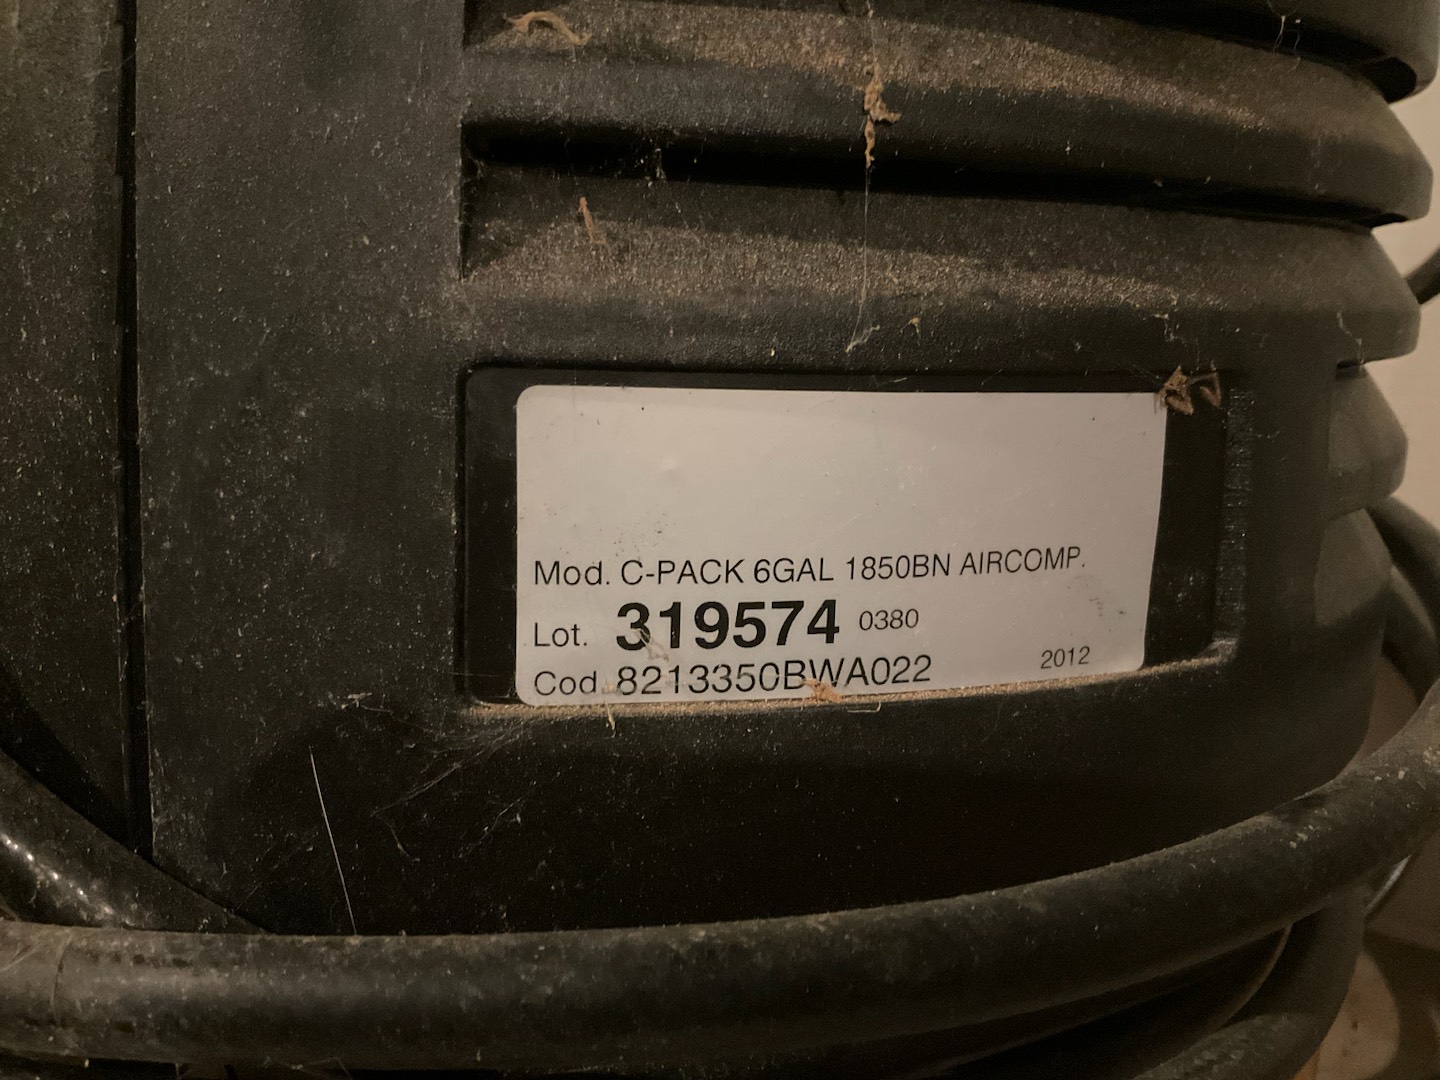 Mod. C-PACK 6GAL 1850BN AIRCOMP.
Lot. 319574 0380
Cod. 8213350BWA022 2012